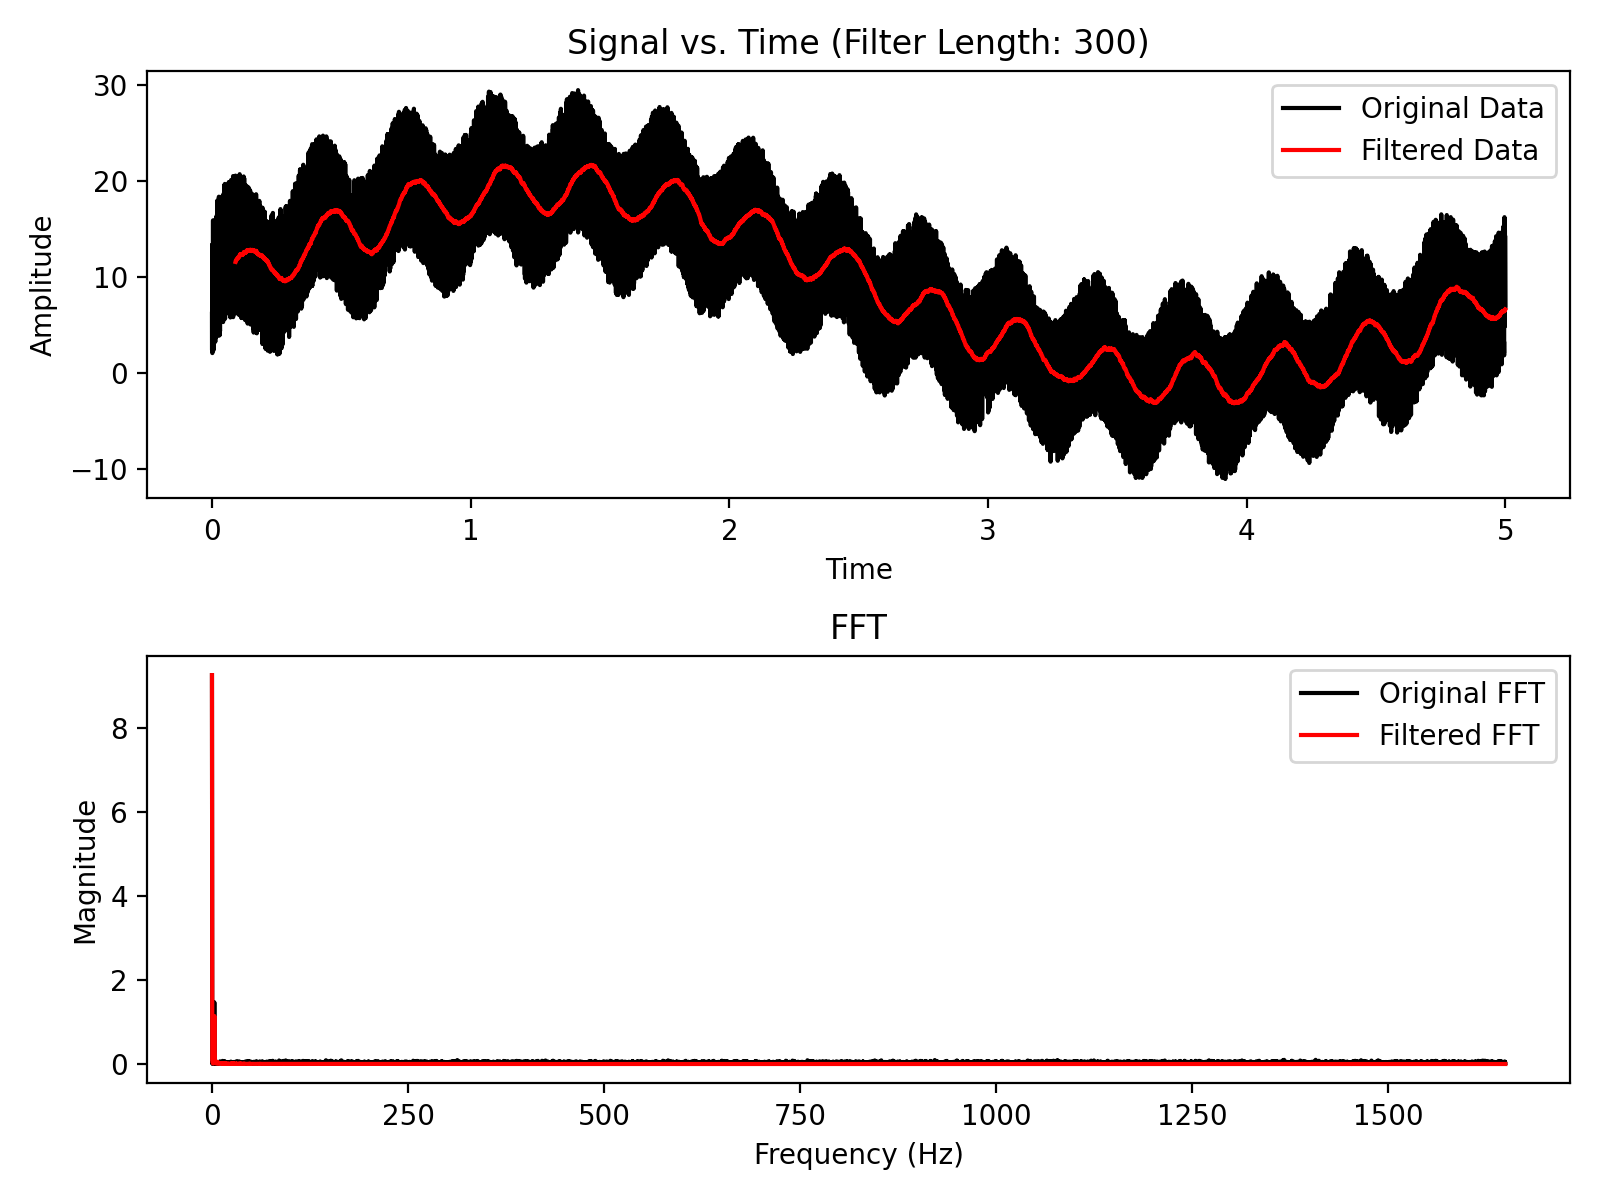 Signal vs. Time (Filter Length: 300)
30
20
10
0
−10
Amplitude
Original Data
Filtered Data
0 1 2 3 4 5
Time
FFT
8
6
4
2
0
Magnitude
Original FFT
Filtered FFT
0 250 500 750 1000 1250 1500
Frequency (Hz)